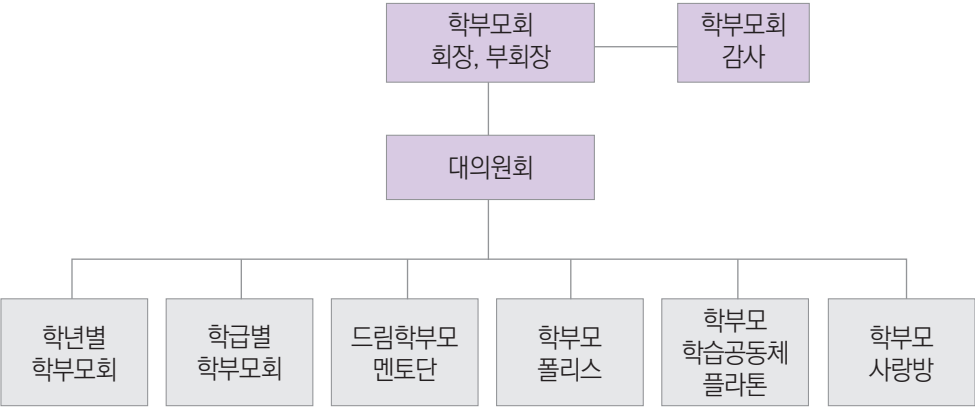 학부모회
회장, 부회장
학부모회
감사
대의원회
학년별
학부모회
학급별
학부모회
드림학부모
멘토단
학부모
폴리스
학부모
학습공동체
플라톤
학부모
사랑방